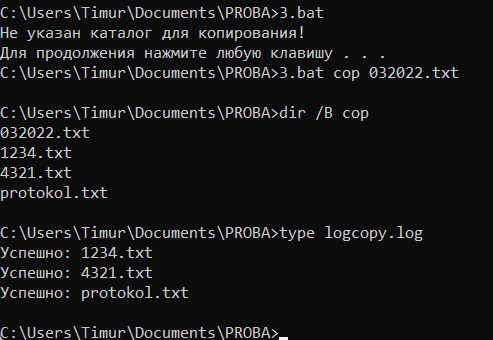 C:\Users\Timur\Documents\PROBA>3.bat
Не указан каталог для копирования!
Для продолжения нажмите любую клавишу . . .
C:\Users\Timur\Documents\PROBA>3.bat cop 032022.txt
C:\Users\Timur\Documents\PROBA>dir /B cop
032022.txt
1234.txt
4321.txt
protokol.txt
C:\Users\Timur\Documents\PROBA>type logcopy.log
Успешно: 1234.txt
Успешно: 4321.txt
Успешно: protokol.txt
C:\Users\Timur\Documents\PROBA>